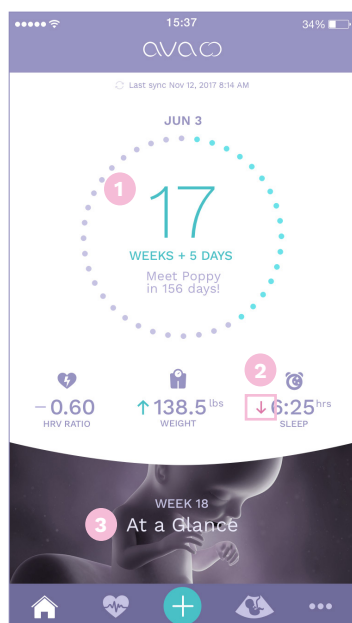 15:37
34%
ava
Last sync Nov 12, 2017 8:14 AM
JUN 3
1
17
WEEKS + 5 DAYS
Meet Poppy
in 156 days!
2
– 0.60
HRV RATIO
↑ 138.5 lbs
WEIGHT
↓ 6:25 hrs
SLEEP
WEEK 18
3
At a Glance